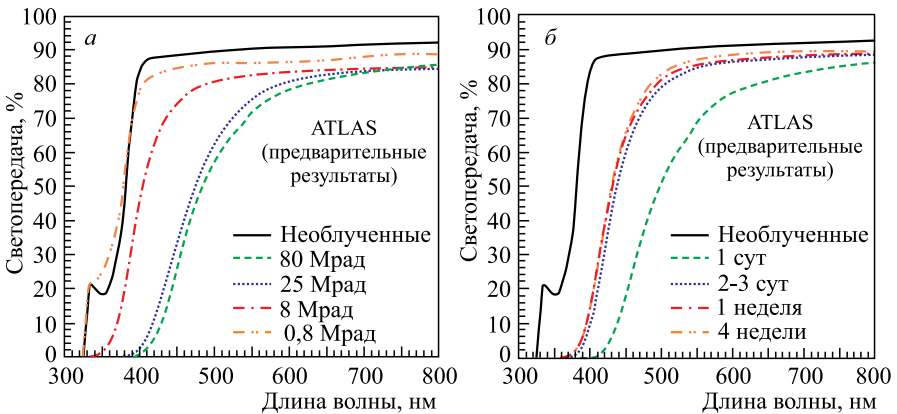 Светопередача, %
100
90
80
70
60
50
40
30
20
10
0
а
ATLAS
(предварительные
результаты)
Необлученные
80 Мрад
25 Мрад
8 Мрад
0,8 Мрад
300 400 500 600 700 800
Длина волны, нм
Светопередача, %
100
90
80
70
60
50
40
30
20
10
0
б
ATLAS
(предварительные
результаты)
Необлученные
1 сут
2-3 сут
1 неделя
4 недели
300 400 500 600 700 800
Длина волны, нм